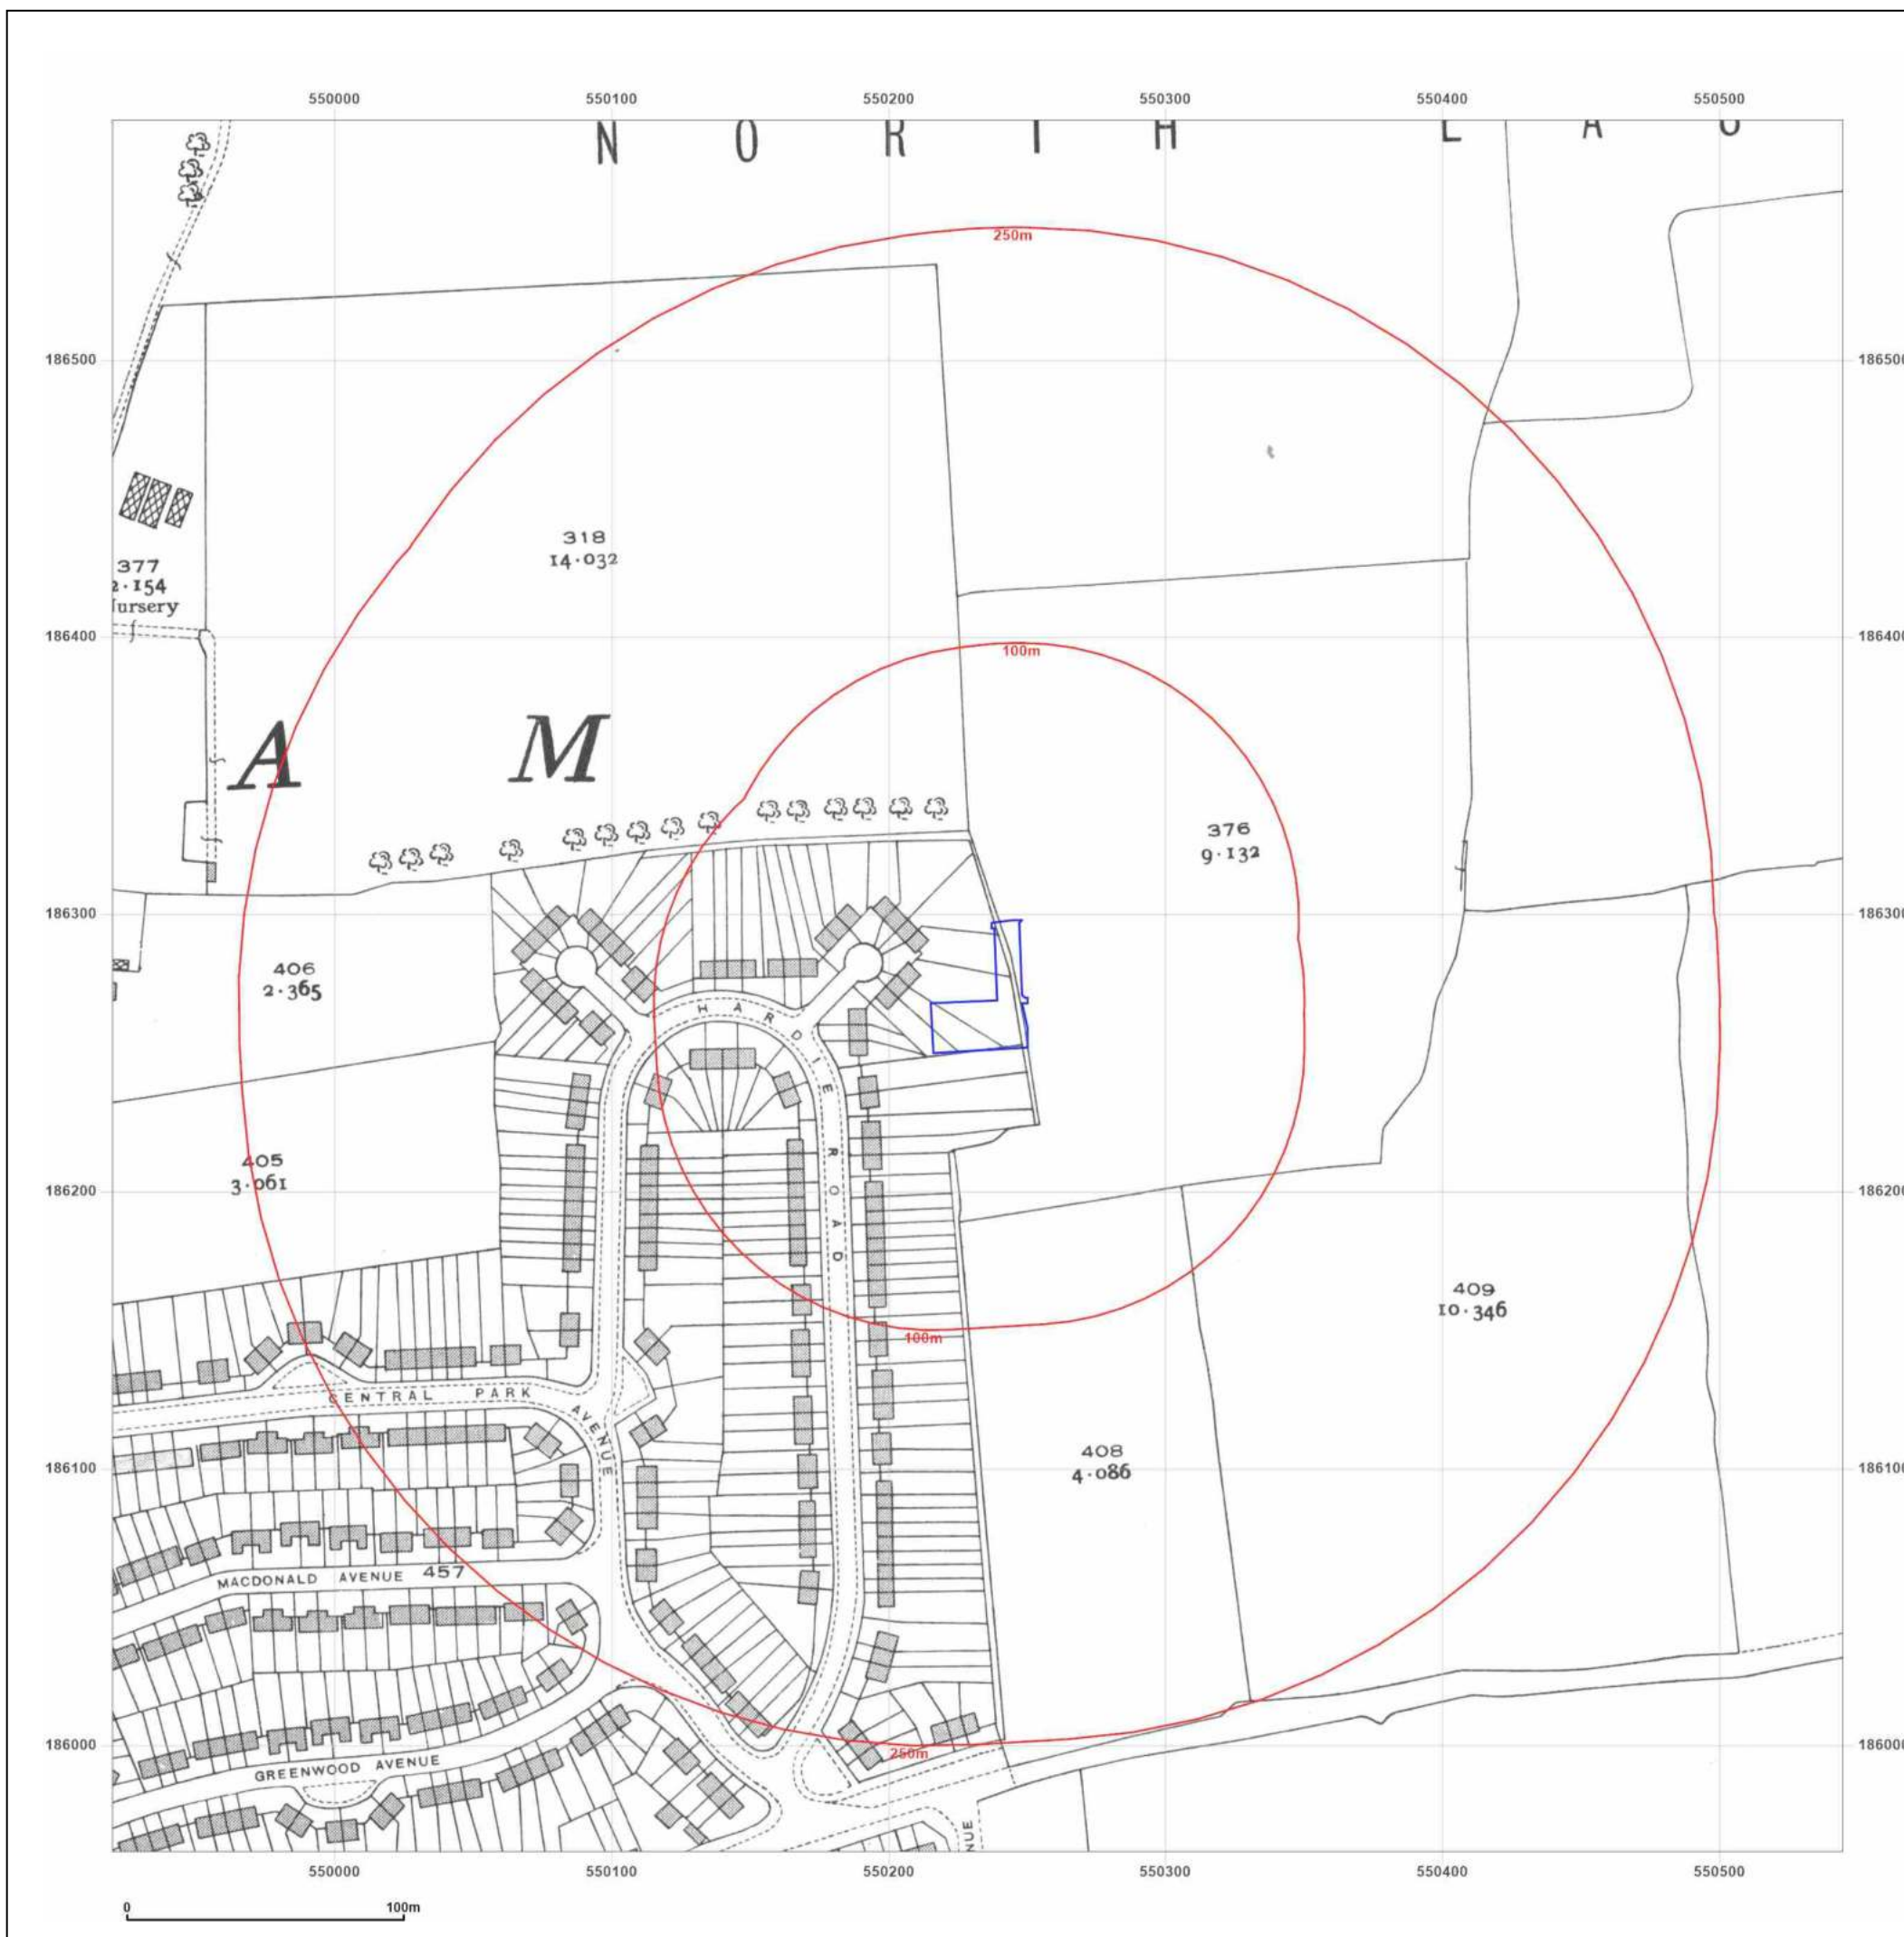 550000 550100 550200 550300 550400 550500
N O R T H E A S
250m
186500 186500
318
14·032
377
2·154
Nursery
186400 186400
100m
A M
376
9·132
186300 186300
406
2·365
HARDIE ROAD
405
3·061
186200 186200
409
10·346
100m
CENTRAL PARK AVENUE
408
4·086
186100 186100
MACDONALD AVENUE 457
250m
186000 186000
GREENWOOD AVENUE
NUE
550000 550100 550200 550300 550400 550500
0 100m